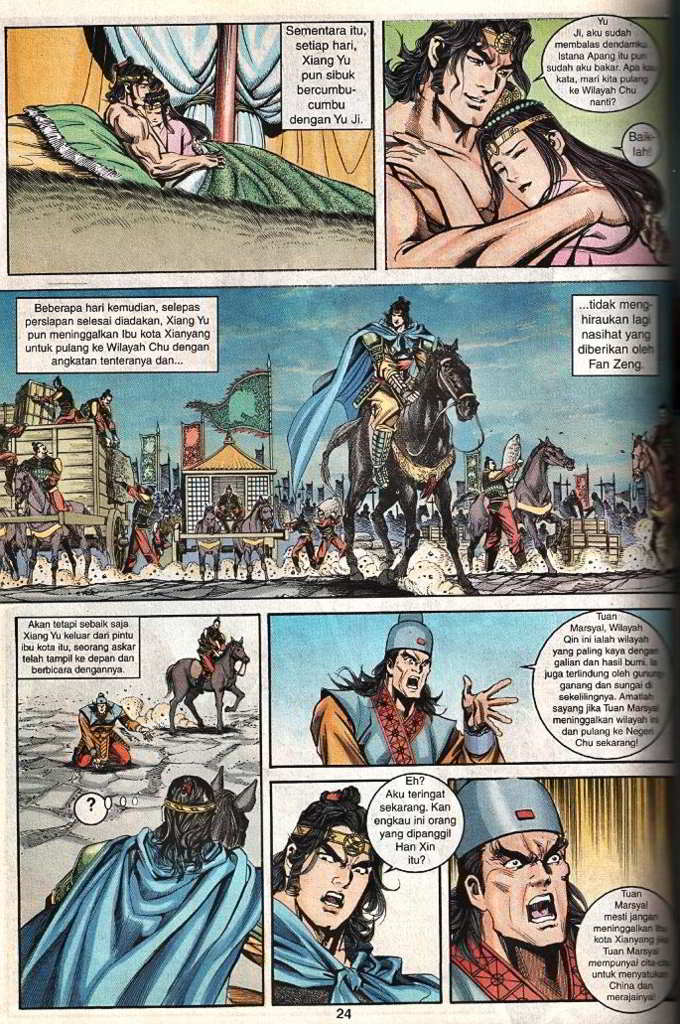 Sementara itu,
setiap hari,
Xiang Yu
pun sibuk
bercumbu-
cumbu
dengan Yu Ji.
Yu
Ji, aku sudah
membalas dendamku.
Istana Apang itu pun
sudah aku bakar. Apa kau
kata, mari kita pulang
ke Wilayah Chu
nanti?
Baik-
lah!
Beberapa hari kemudian, selepas
persiapan selesai diadakan, Xiang Yu
pun meninggalkan Ibu kota Xianyang
untuk pulang ke Wilayah Chu dengan
angkatan tenteranya dan...
...tidak meng-
hiraukan lagi
nasihat yang
diberikan oleh
Fan Zeng.
Akan tetapi sebaik saja
Xiang Yu keluar dari pintu
ibu kota itu, seorang askar
telah tampil ke depan dan
berbicara dengannya.
?
Tuan
Marsyal, Wilayah
Qin ini ialah wilayah
yang paling kaya dengan
galian dan hasil bumi. Ia
juga terlindung oleh gunung
ganang dan sungai di
sekelilingnya. Amatlah
sayang jika Tuan Marsyal
meninggalkan wilayah ini
dan pulang ke Negeri
Chu sekarang!
Eh?
Aku teringat
sekarang. Kan
engkau ini orang
yang dipanggil
Han Xin
itu?
Tuan
Marsyal
mesti jangan
meninggalkan Ibu
kota Xianyang jika
Tuan Marsyal
mempunyai cita-cita
untuk menyatukan
China dan
merajainya!
24